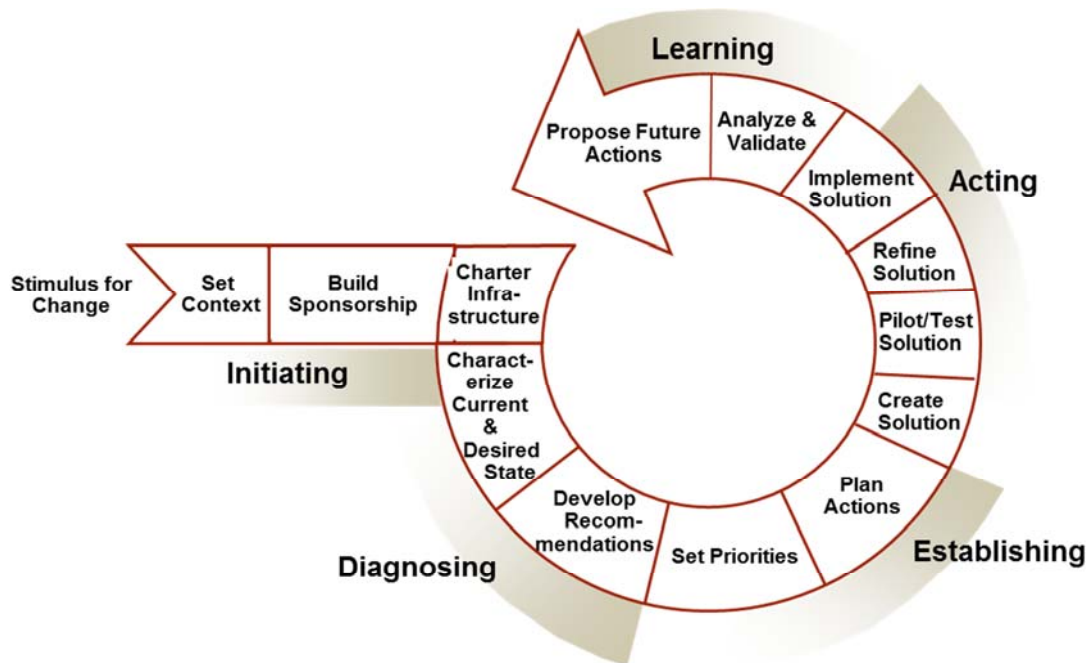 Learning
Propose Future
Actions
Analyze &
Validate
Implement
Solution
Acting
Refine
Solution
Pilot/Test
Solution
Create
Solution
Plan
Actions
Establishing
Set Priorities
Develop
Recom-
mendations
Diagnosing
Charact-
erize
Current
&
Desired
State
Charter
Infra-
structure
Build
Sponsorship
Set
Context
Stimulus for
Change
Initiating